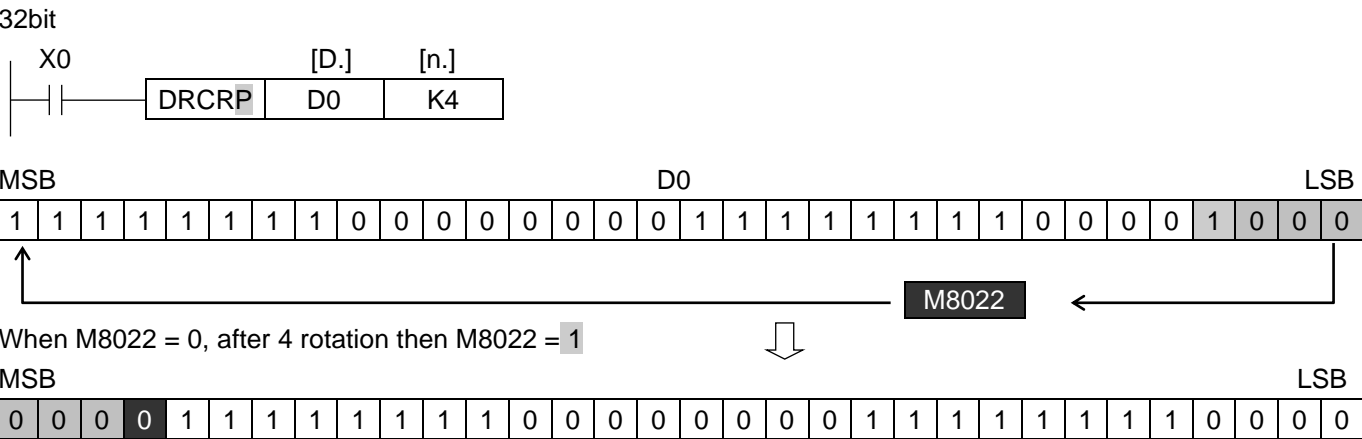 32bit
X0 [D.] [n.]
DRCRP D0 K4
MSB D0 LSB
1 1 1 1 1 1 1 1 0 0 0 0 0 0 0 0 1 1 1 1 1 1 1 1 0 0 0 0 1 0 0 0
M8022
When M8022 = 0, after 4 rotation then M8022 = 1
MSB LSB
0 0 0 0 1 1 1 1 1 1 1 1 0 0 0 0 0 0 0 0 1 1 1 1 1 1 1 1 0 0 0 0